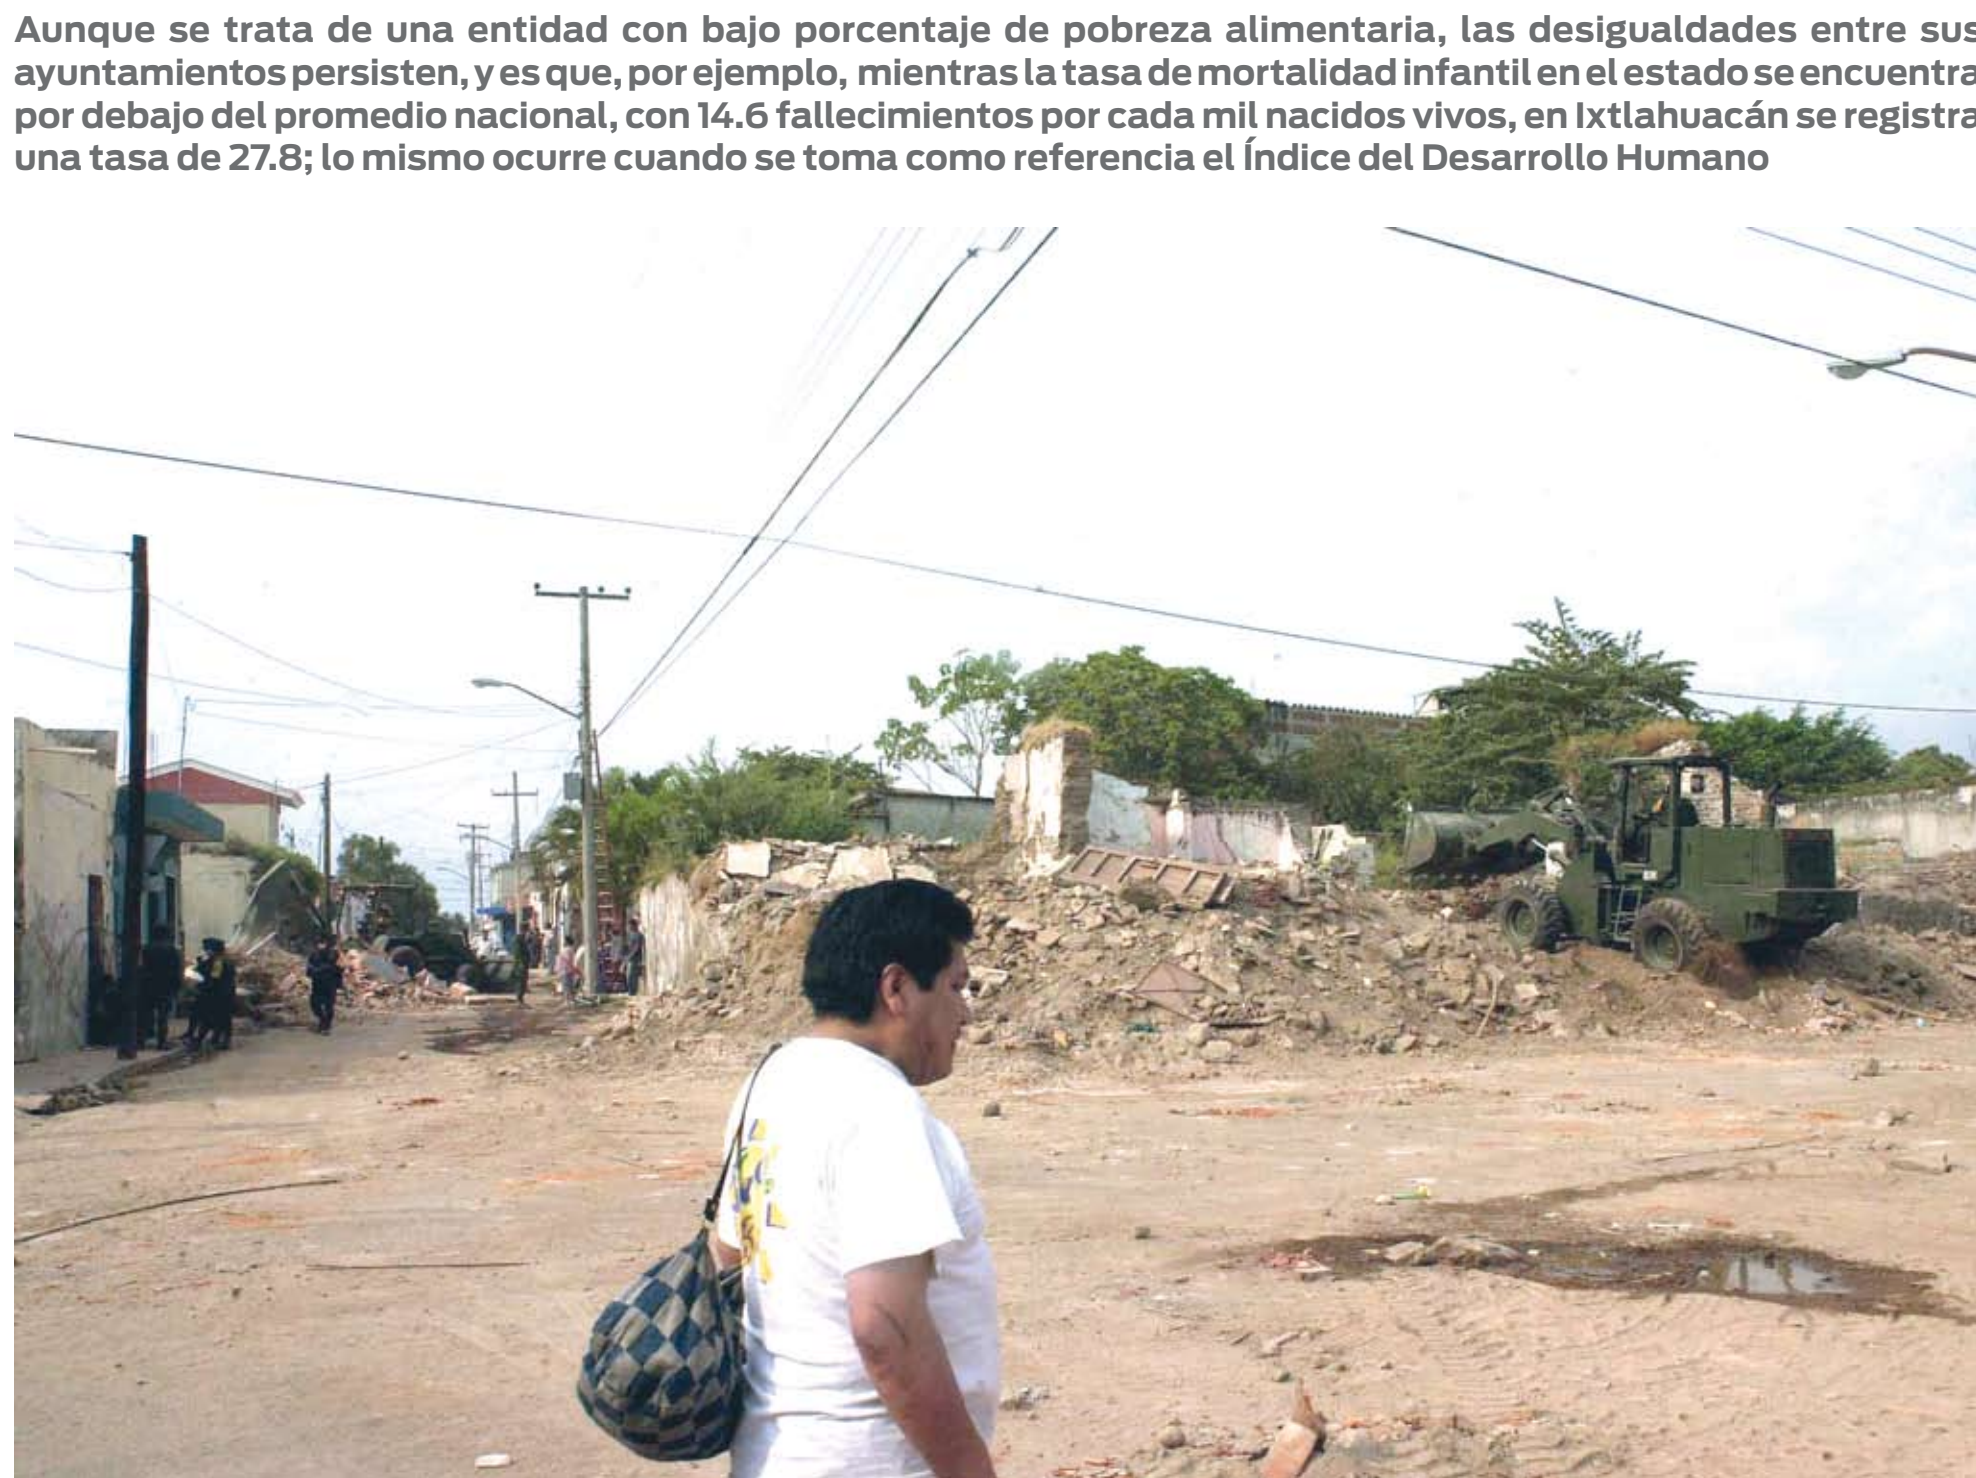 Aunque se trata de una entidad con bajo porcentaje de pobreza alimentaria, las desigualdades entre sus
ayuntamientos persisten, y es que, por ejemplo, mientras la tasa de mortalidad infantil en el estado se encuentra
por debajo del promedio nacional, con 14.6 fallecimientos por cada mil nacidos vivos, en Ixtlahuacán se registra
una tasa de 27.8; lo mismo ocurre cuando se toma como referencia el Índice del Desarrollo Humano